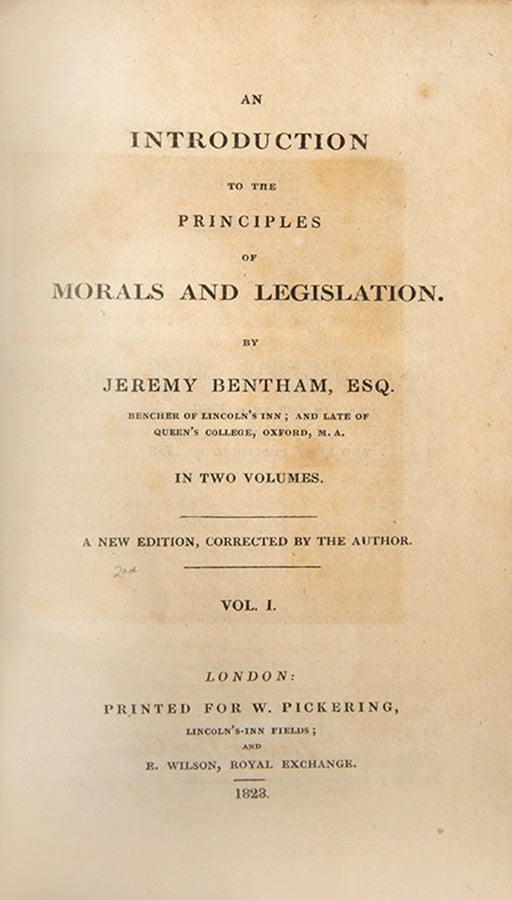 AN
INTRODUCTION
TO THE
PRINCIPLES
OF
MORALS AND LEGISLATION.
BY
JEREMY BENTHAM, ESQ.
BENCHER OF LINCOLN'S INN; AND LATE OF
QUEEN'S COLLEGE, OXFORD, M. A.
IN TWO VOLUMES.
A NEW EDITION, CORRECTED BY THE AUTHOR.
2nd
VOL. I.
LONDON:
PRINTED FOR W. PICKERING,
LINCOLN'S-INN FIELDS;
AND
E. WILSON, ROYAL EXCHANGE.
1823.